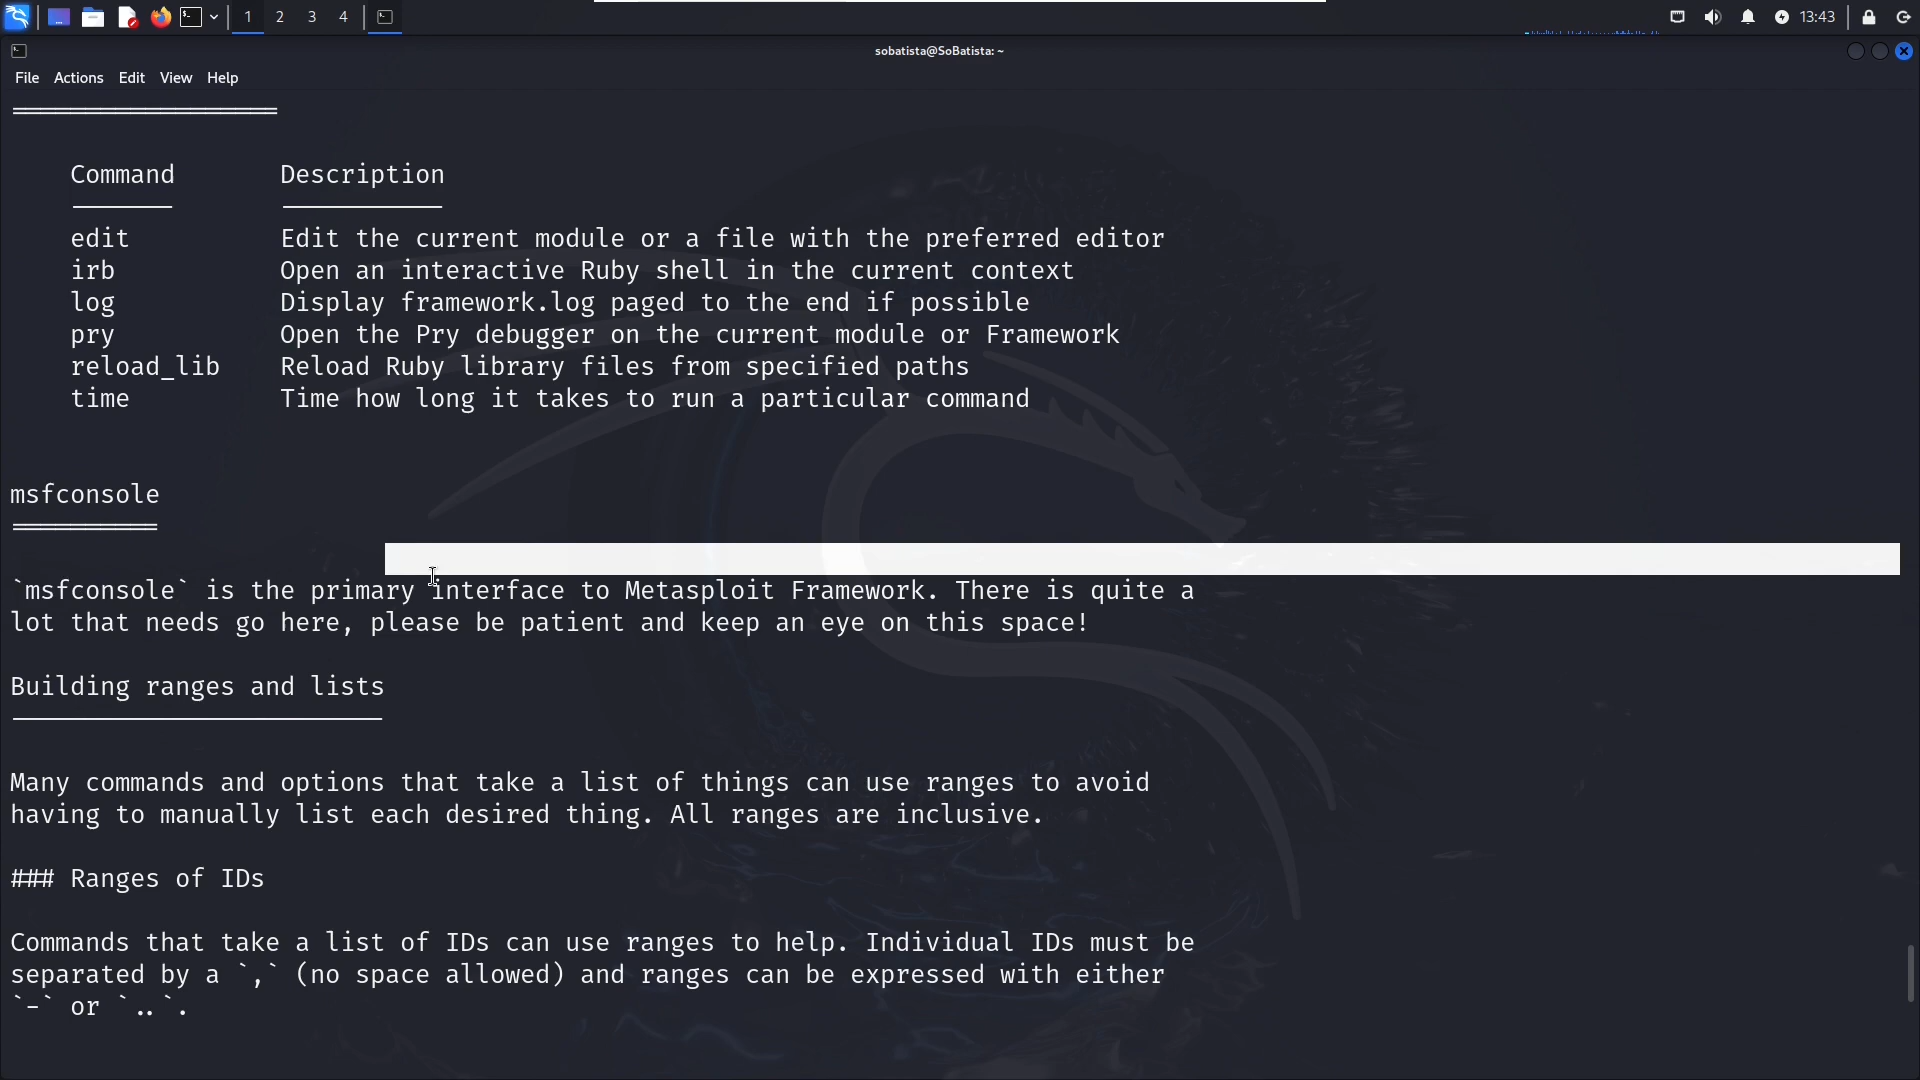 1 2 3 4
13:43
sobatista@SoBatista: ~
File Actions Edit View Help
===================
Command Description
------- -----------
edit Edit the current module or a file with the preferred editor
irb Open an interactive Ruby shell in the current context
log Display framework.log paged to the end if possible
pry Open the Pry debugger on the current module or Framework
reload_lib Reload Ruby library files from specified paths
time Time how long it takes to run a particular command
msfconsole
==========
`msfconsole` is the primary interface to Metasploit Framework. There is quite a
lot that needs go here, please be patient and keep an eye on this space!
Building ranges and lists
-------------------------
Many commands and options that take a list of things can use ranges to avoid
having to manually list each desired thing. All ranges are inclusive.
### Ranges of IDs
Commands that take a list of IDs can use ranges to help. Individual IDs must be
separated by a `,` (no space allowed) and ranges can be expressed with either
`-` or `..`.